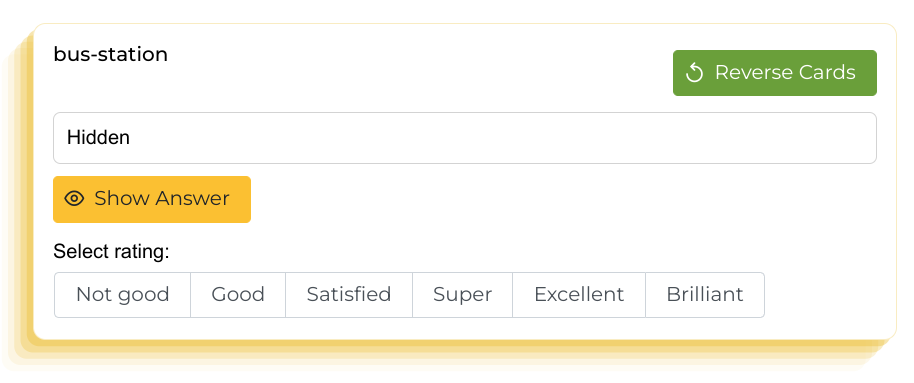 bus-station
Reverse Cards
Hidden
Show Answer
Select rating:
Not good Good Satisfied Super Excellent Brilliant